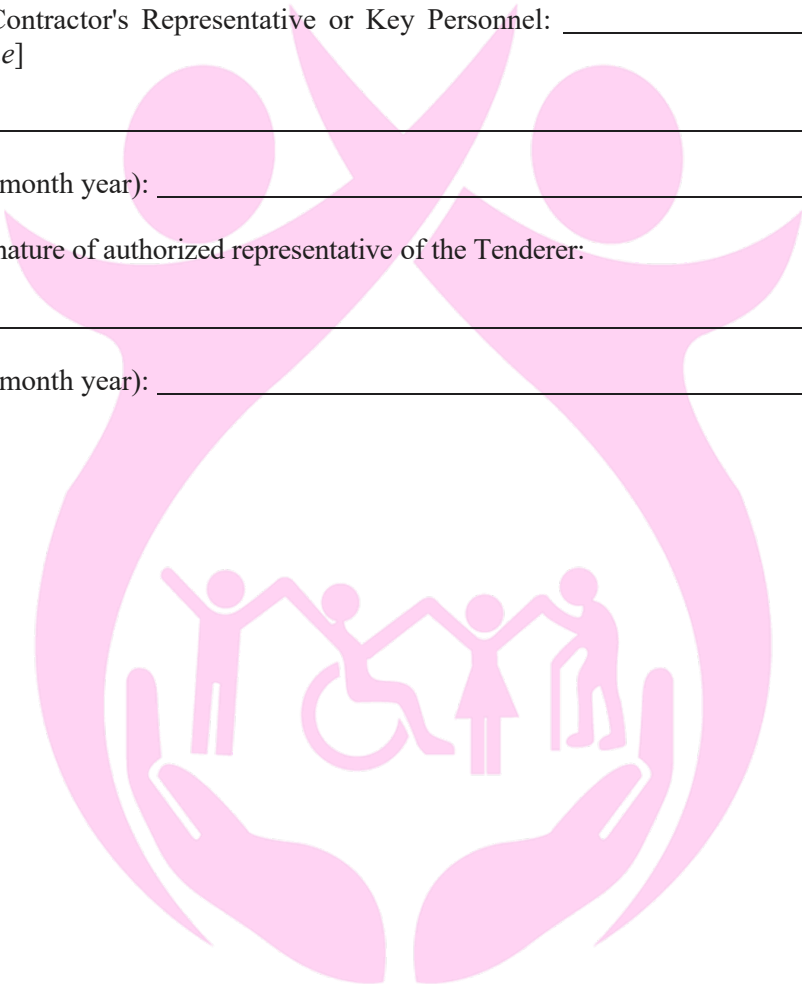 Contractor's Representative or Key Personnel:
e]
month year):
nature of authorized representative of the Tenderer:
month year):